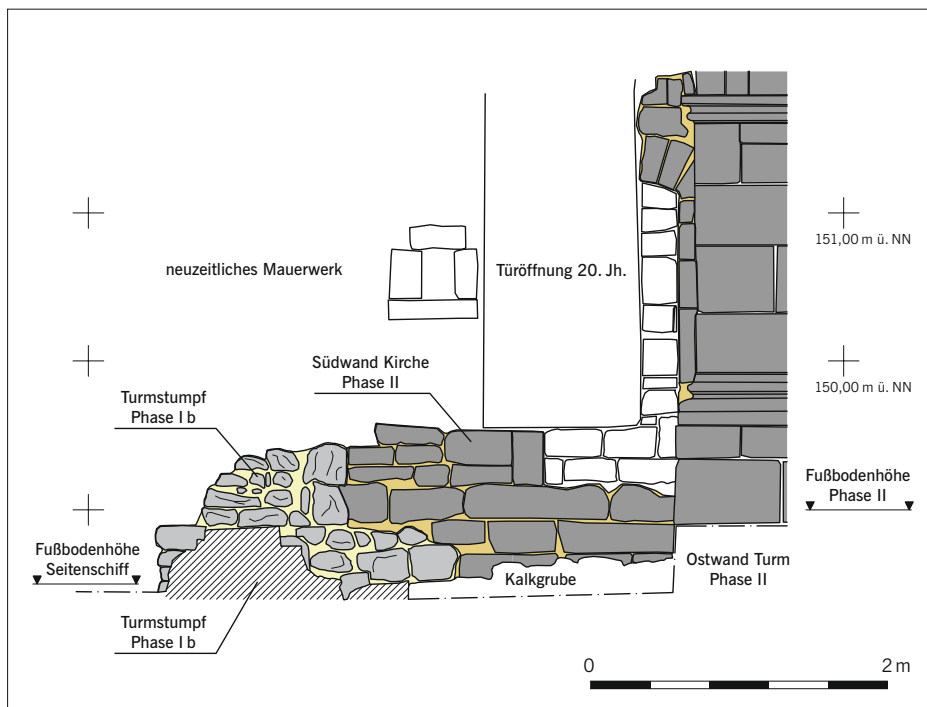 151,00 m ü. NN
neuzeitliches Mauerwerk
Türöffnung 20. Jh.
Südwand Kirche
Phase II
150,00 m ü. NN
Turmstumpf
Phase I b
Fußbodenhöhe
Phase II
Fußbodenhöhe
Seitenschiff
Kalkgrube
Ostwand Turm
Phase II
Turmstumpf
Phase I b
0
2 m